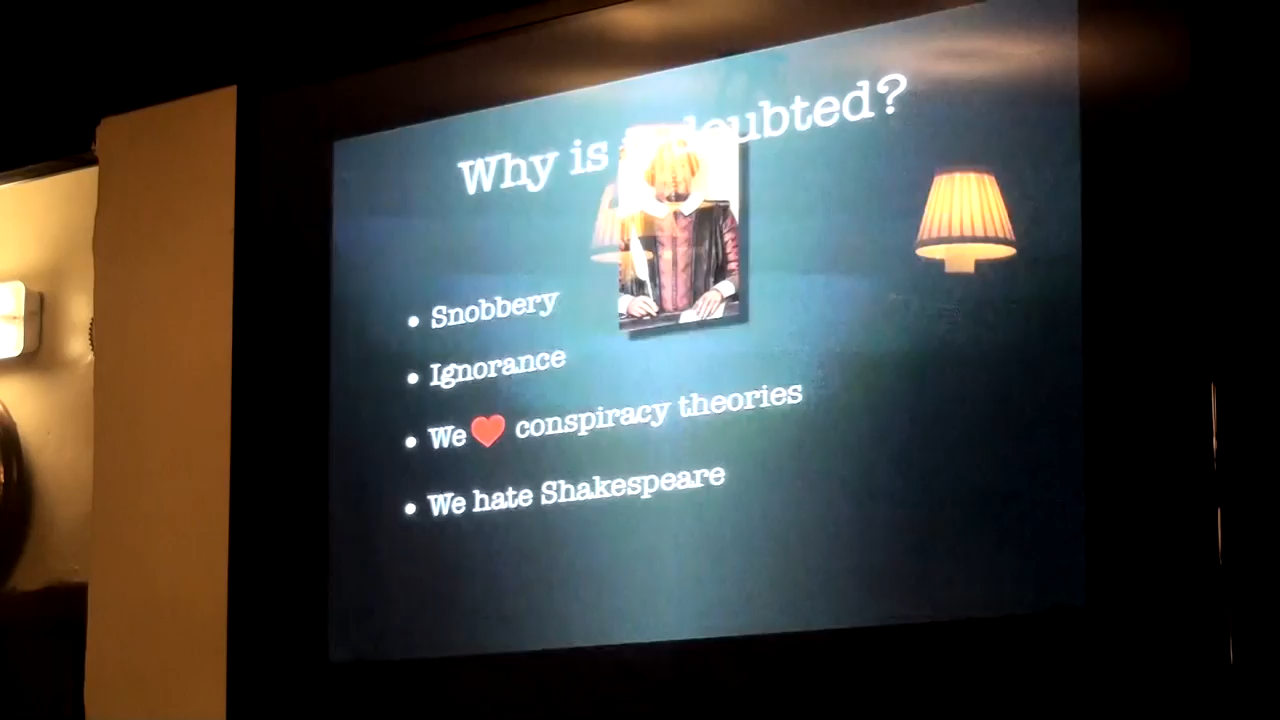 Why is doubted?
• Snobbery
• Ignorance
• We ❤ conspiracy theories
• We hate Shakespeare